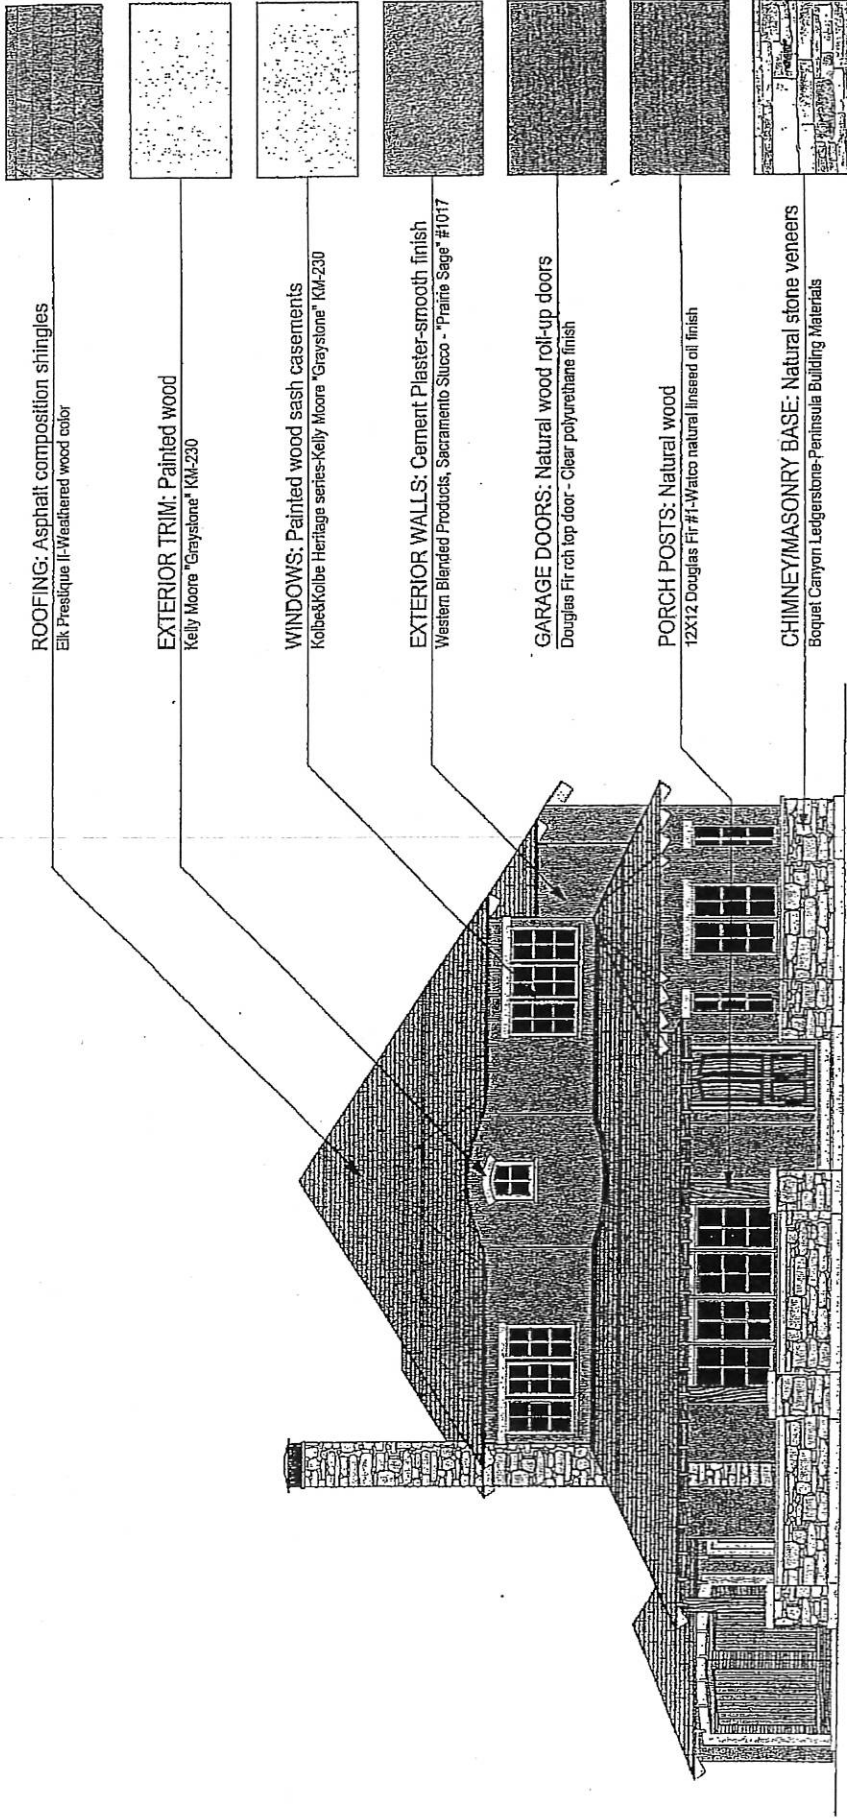 ROOFING: Asphalt composition shingles
Elk Prestique II-Weathered wood color
EXTERIOR TRIM: Painted wood
Kelly Moore "Graystone" KM-230
WINDOWS: Painted wood sash casements
Kolbe&Kolbe Heritage series-Kelly Moore "Graystone" KM-230
EXTERIOR WALLS: Cement Plaster-smooth finish
Western Blended Products, Sacramento Stucco - "Prairie Sage" #1017
GARAGE DOORS: Natural wood roll-up doors
Douglas Fir rch top door - Clear polyurethane finish
PORCH POSTS: Natural wood
12X12 Douglas Fir #1-Watco natural linseed oil finish
CHIMNEY/MASONRY BASE: Natural stone veneers
Boquet Canyon Ledgerstone-Peninsula Building Materials